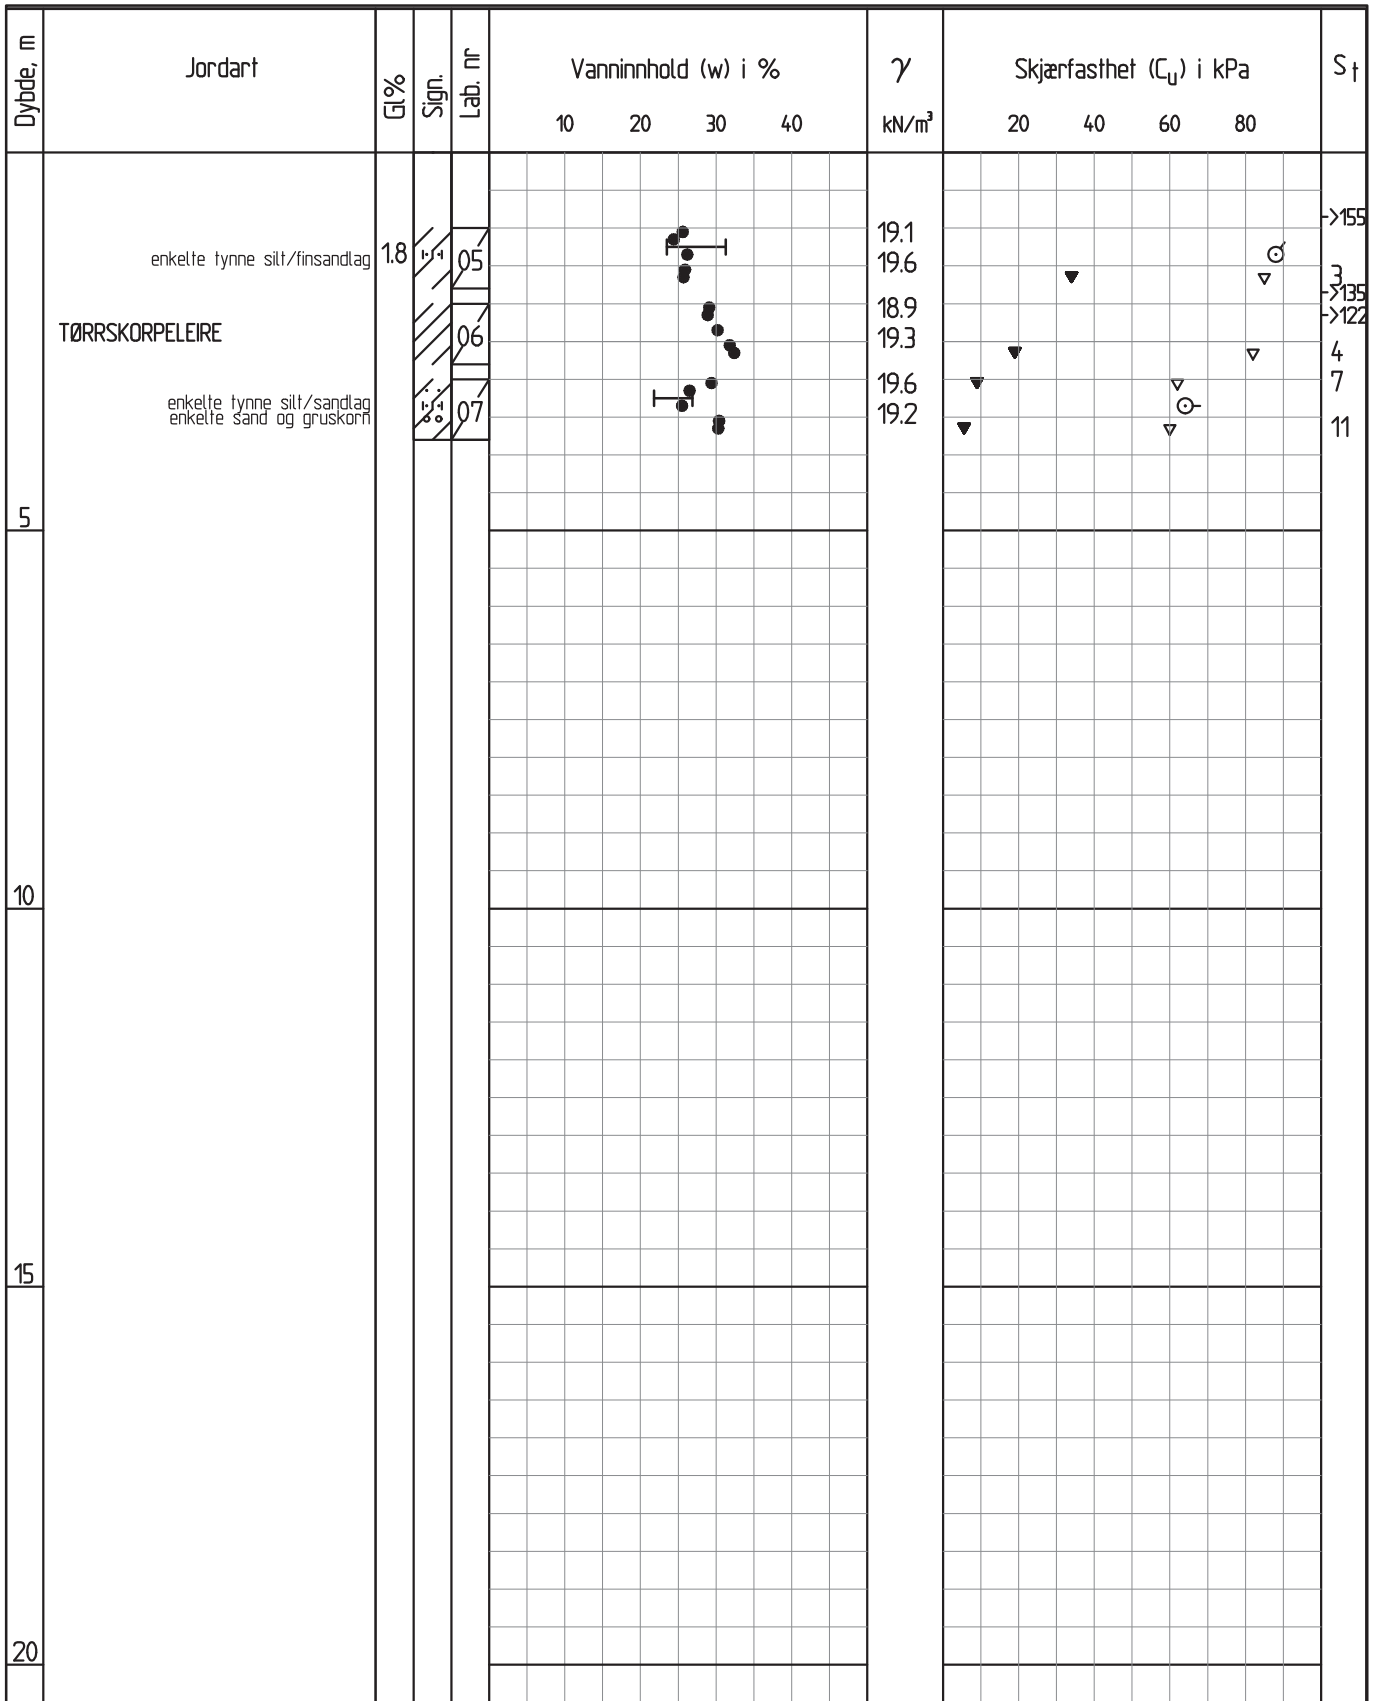 Dybde, m
Jordart
Gl%
Sign.
Lab. nr
Vanninnhold (w) i %
10 20 30 40
γ
kN/m³
Skjærfasthet (Cu) i kPa
20 40 60 80
St
->155
19.1
enkelte tynne silt/finsandlag 1.8 05 19.6
3
->135
18.9
->122
TØRRSKORPELEIRE 06 19.3
4
19.6 7
enkelte tynne silt/sandlag
enkelte sand og gruskorn 07 19.2
11
5
10
15
20